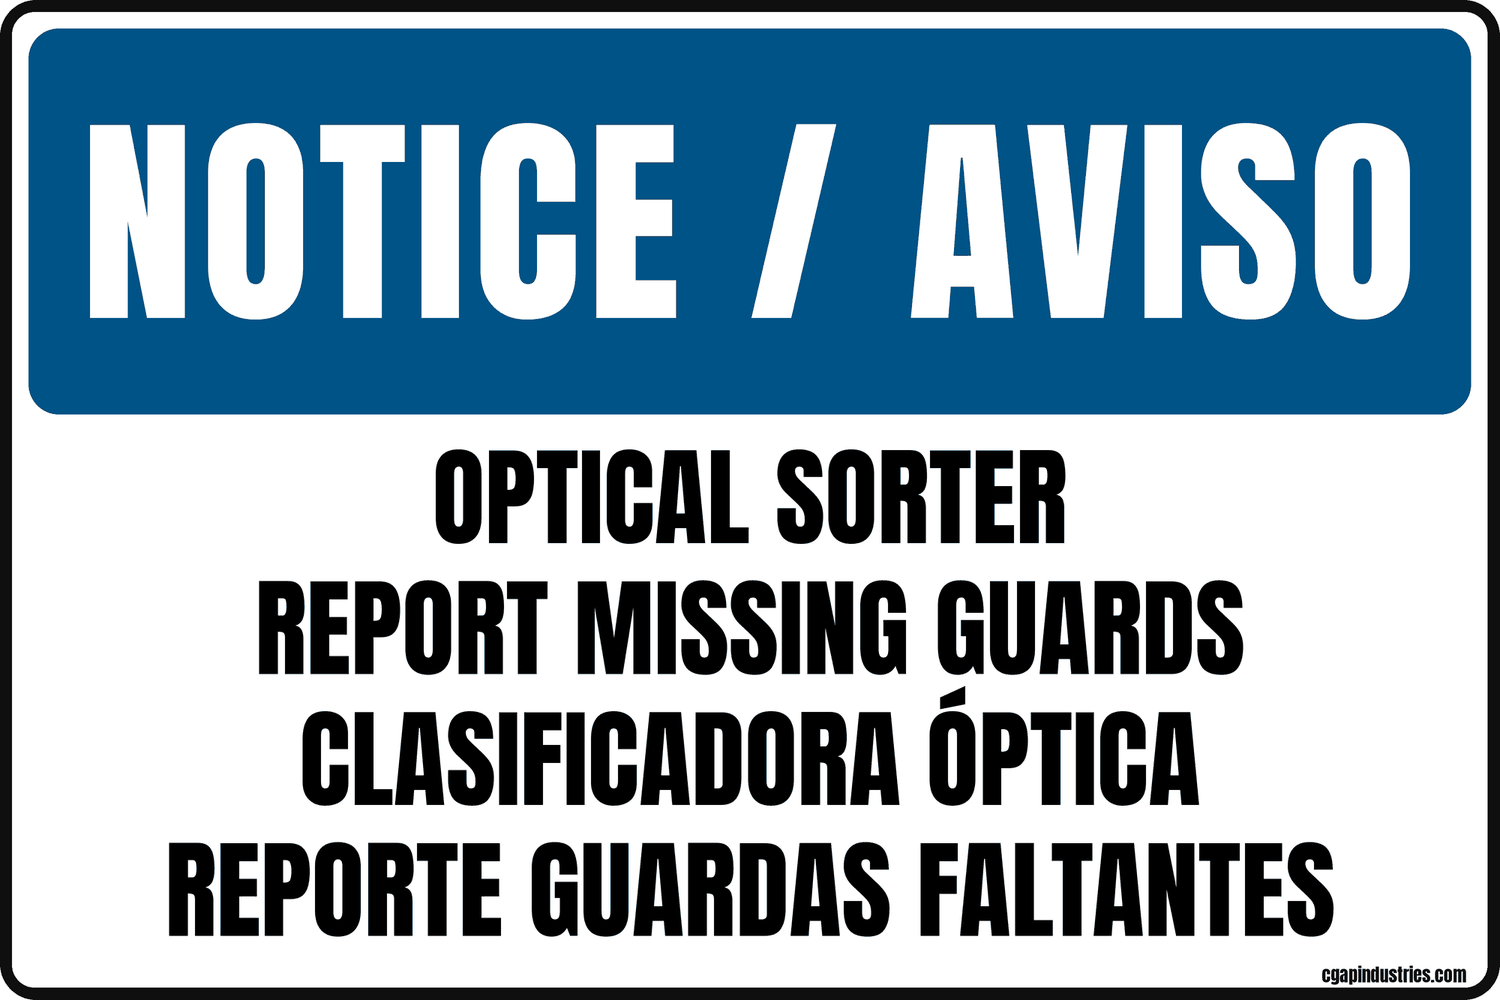 NOTICE / AVISO
OPTICAL SORTER
REPORT MISSING GUARDS
CLASIFICADORA ÓPTICA
REPORTE GUARDAS FALTANTES
cgapindustries.com